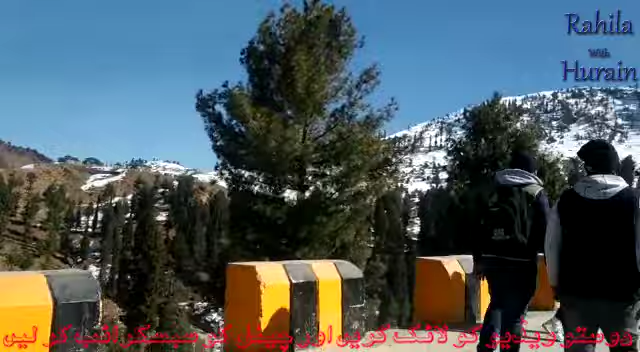 Rahila
With
Hurain
دوستو ویڈیو کو لائک کریں اور چینل کو سبسکرائب کر لیں